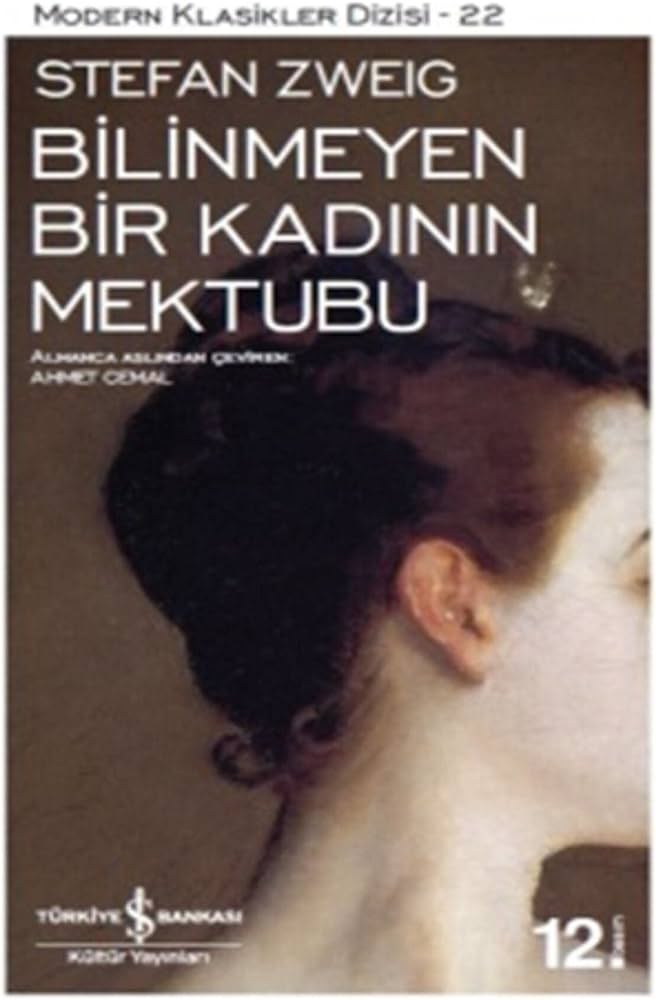 MODERN KLASİKLER DİZİSİ - 22
STEFAN ZWEIG
BİLİNMEYEN
BİR KADININ
MEKTUBU
ALMANCA ASLINDAN ÇEVİREN:
AHMET CEMAL
TÜRKİYE İŞ BANKASI
Kültür Yayınları
12.
Basım